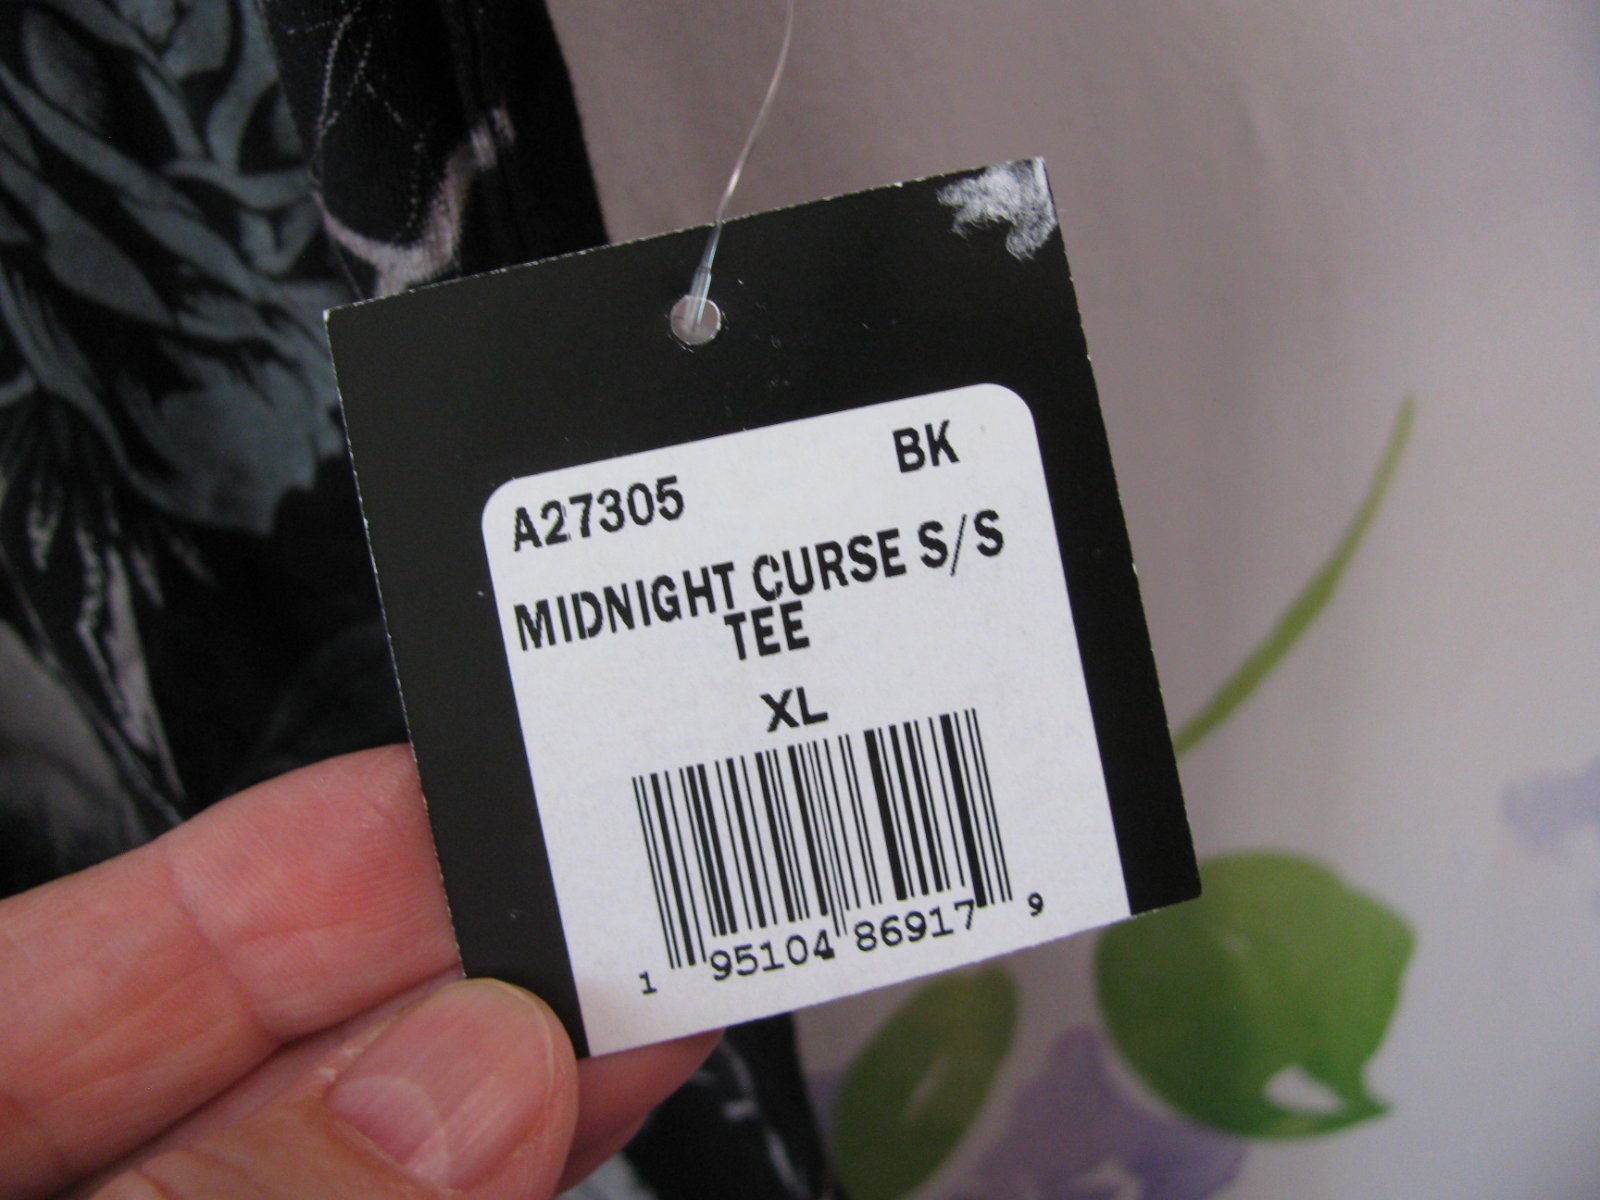 A27305 BK
MIDNIGHT CURSE S/S
TEE
XL
1 95104 86917 9